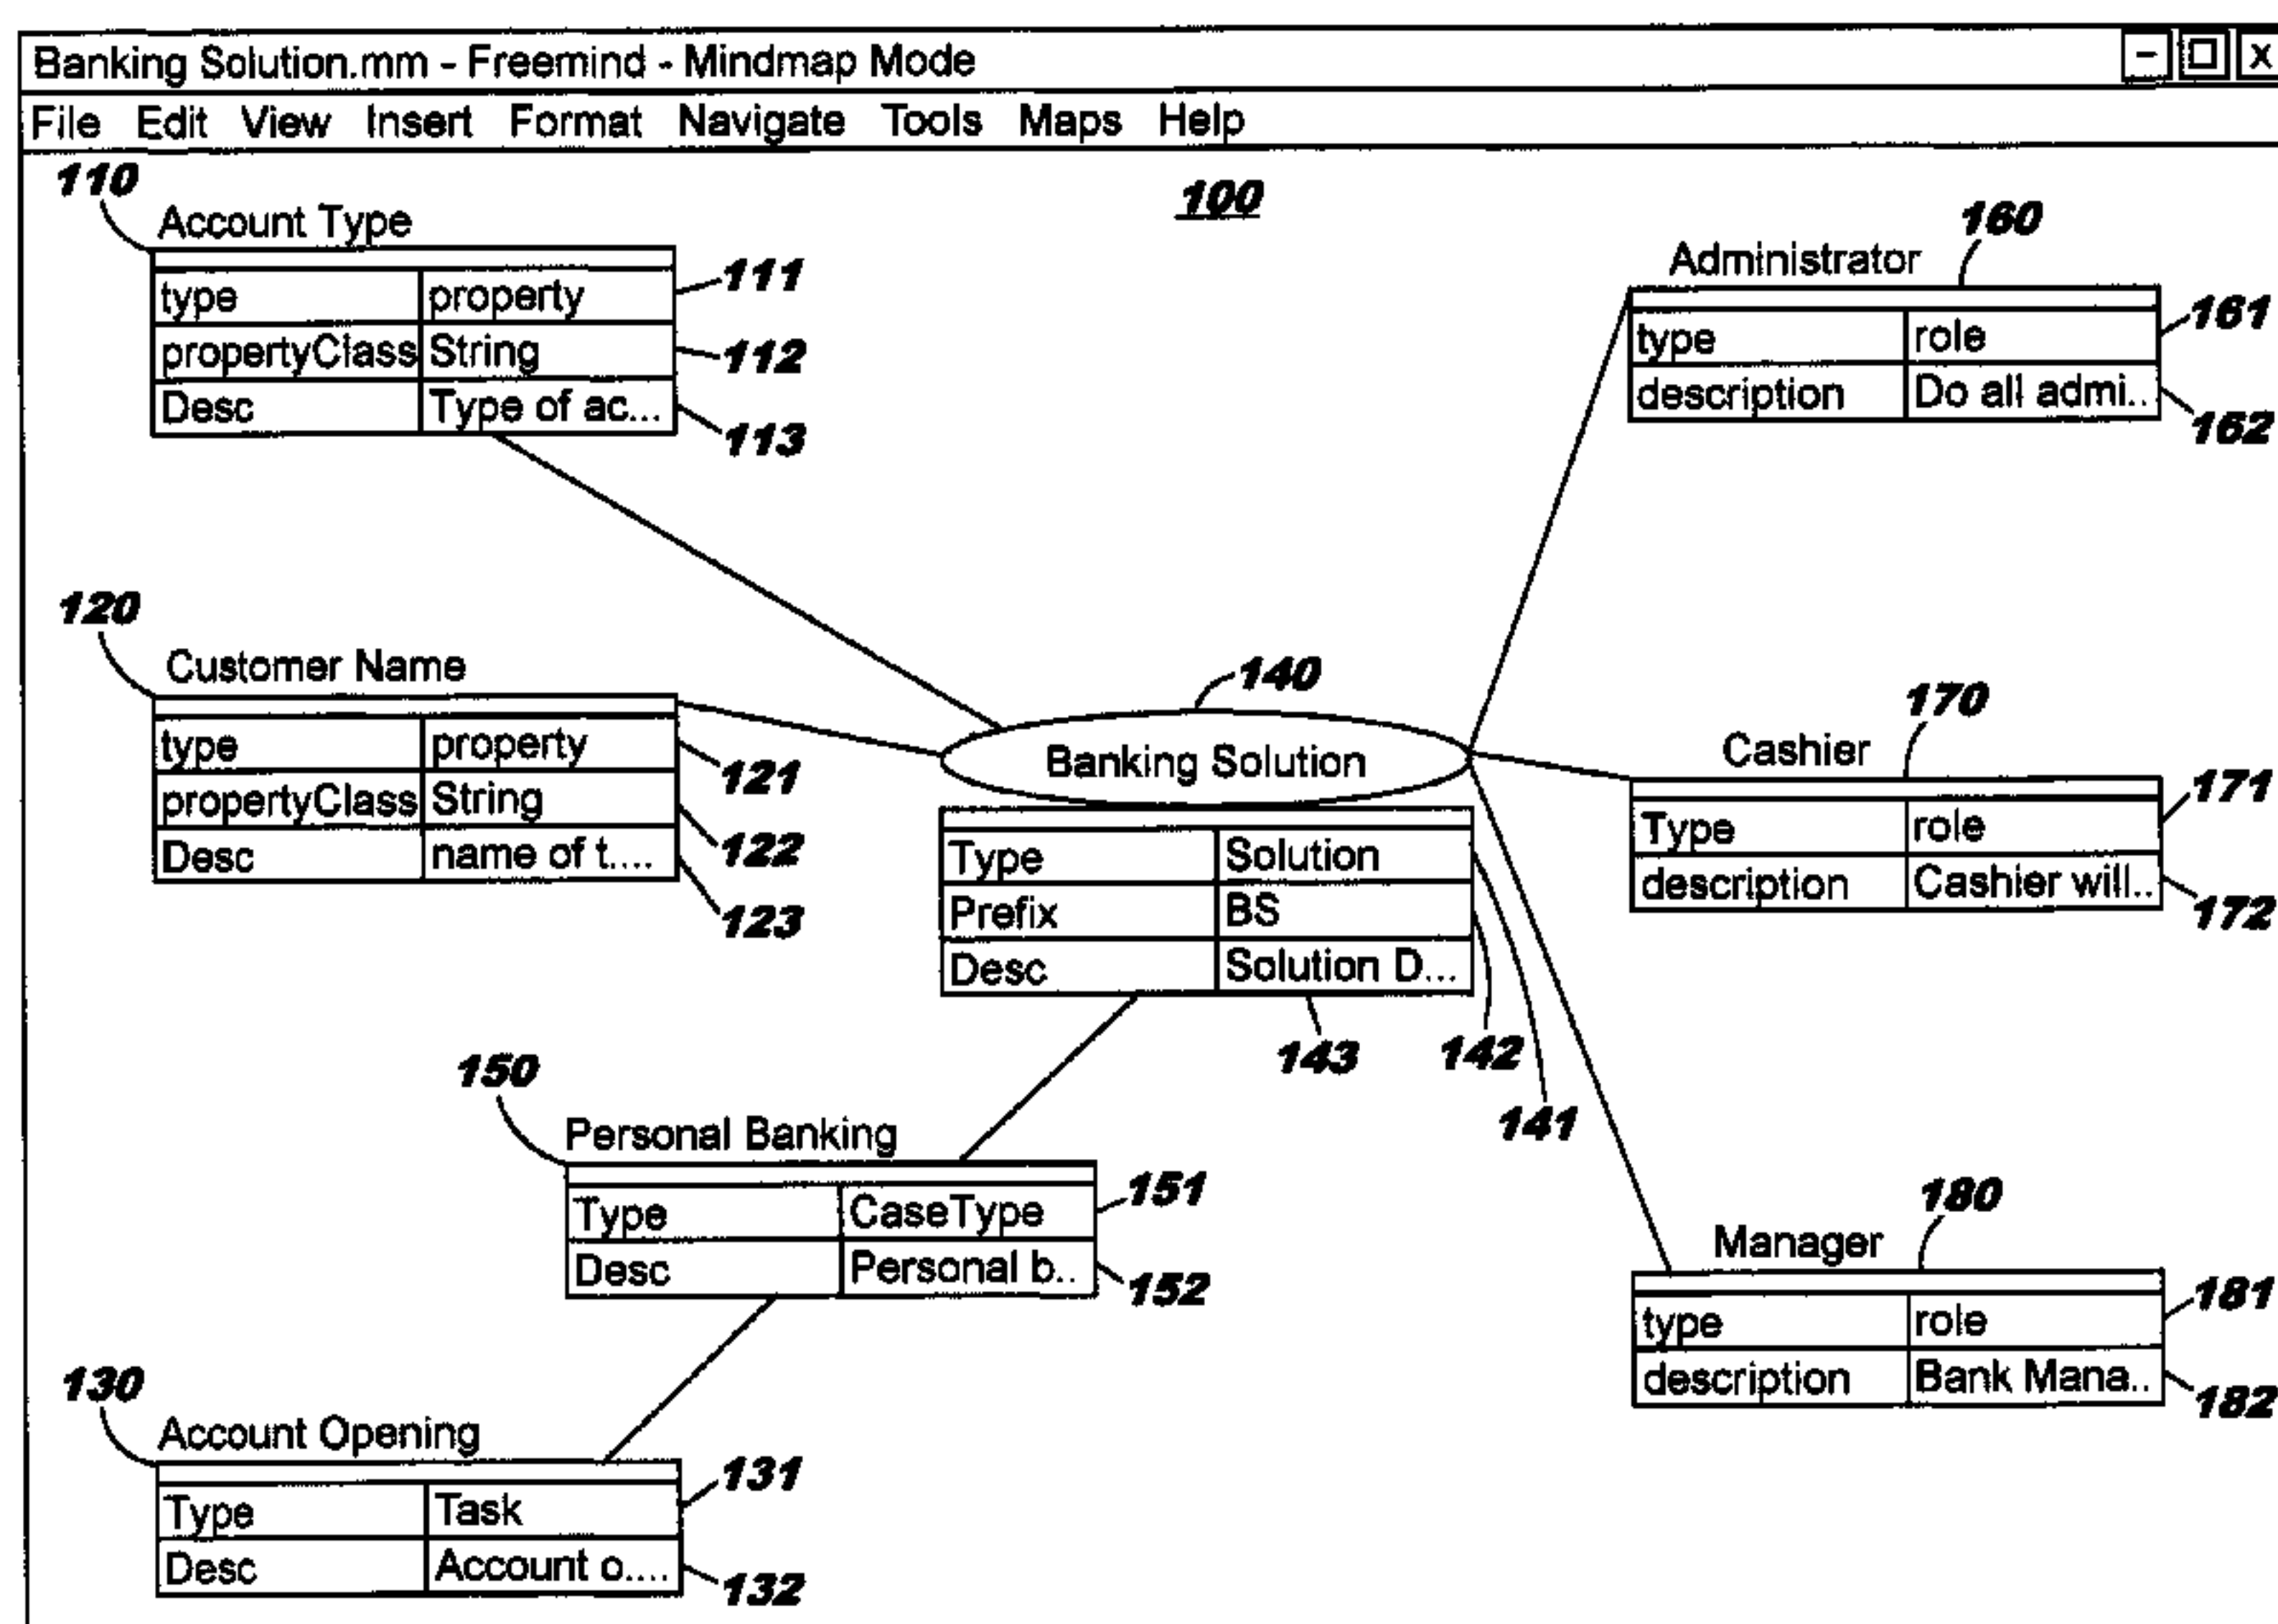 Banking Solution.mm - Freemind - Mindmap Mode
File Edit View Insert Format Navigate Tools Maps Help
100
110
Account Type
type property 111
propertyClass String 112
Desc Type of ac... 113
120
Customer Name
type property 121
propertyClass String 122
Desc name of t.... 123
140
Banking Solution
Type Solution 141
Prefix BS 142
Desc Solution D... 143
150
Personal Banking
Type CaseType 151
Desc Personal b.. 152
130
Account Opening
Type Task 131
Desc Account o.... 132
160
Administrator
type role 161
description Do all admi.. 162
170
Cashier
Type role 171
description Cashier will.. 172
180
Manager
type role 181
description Bank Mana.. 182